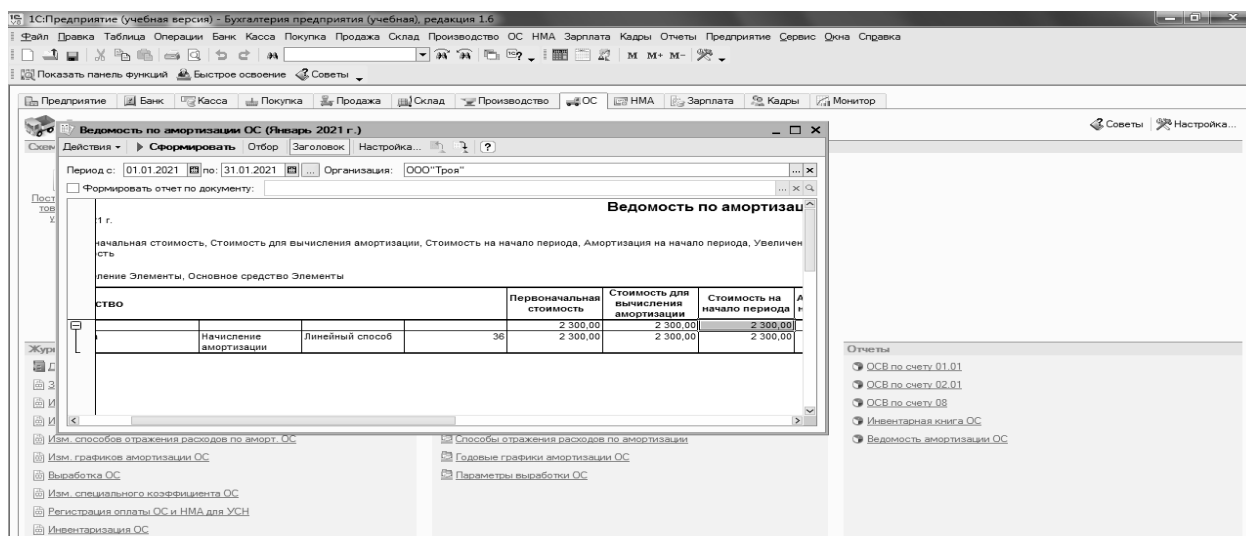 1С:Предприятие (учебная версия) - Бухгалтерия предприятия (учебная), редакция 1.6
Файл Правка Таблица Операции Банк Касса Покупка Продажа Склад Производство ОС НМА Зарплата Кадры Отчеты Предприятие Сервис Окна Справка
M M+ M-
Показать панель функций Быстрое освоение Советы
Предприятие Банк Касса Покупка Продажа Склад Производство ОС НМА Зарплата Кадры Монитор
Советы Настройка...
Ведомость по амортизации ОС (Январь 2021 г.)
Действия Сформировать Отбор Заголовок Настройка... ?
Период с: 01.01.2021 по: 31.01.2021 ... Организация: ООО"Троя" ... ×
Формировать отчет по документу: ... ×
Ведомость по амортизац
21 г.
начальная стоимость, Стоимость для вычисления амортизации, Стоимость на начало периода, Амортизация на начало периода, Увеличен
ость
ление Элементы, Основное средство Элементы
ство
Первоначальная стоимость
Стоимость для вычисления амортизации
Стоимость на начало периода
2 300,00 2 300,00 2 300,00
Начисление амортизации Линейный способ 36 2 300,00 2 300,00 2 300,00
Схем
Пост
тов
у
Журн
Отчеты
ОСВ по счету 01.01
ОСВ по счету 02.01
ОСВ по счету 08
Инвентарная книга ОС
Ведомость амортизации ОС
Изм. способов отражения расходов по аморт. ОС
Изм. графиков амортизации ОС
Выработка ОС
Изм. специального коэффициента ОС
Регистрация оплаты ОС и НМА для УСН
Инвентаризация ОС
Способы отражения расходов по амортизации
Годовые графики амортизации ОС
Параметры выработки ОС